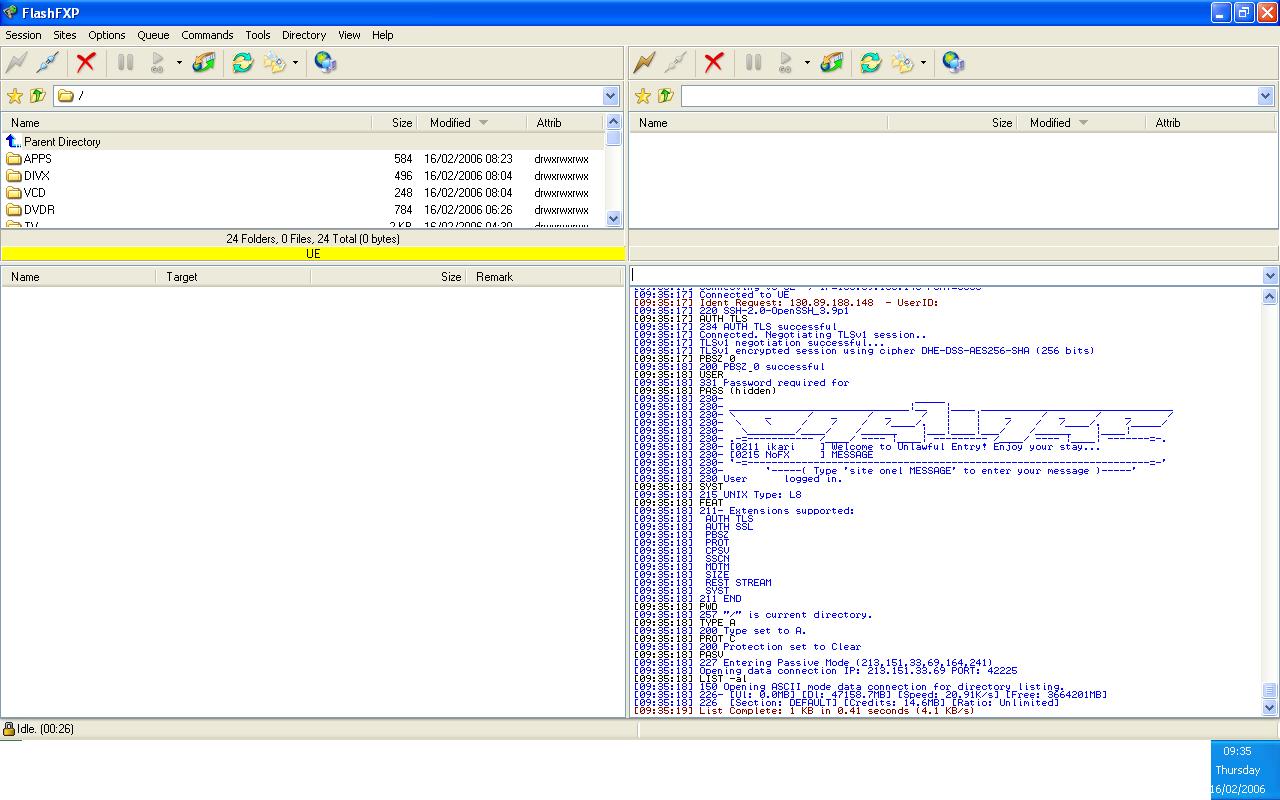 FlashFXP
Session Sites Options Queue Commands Tools Directory View Help
/
Name Size Modified Attrib
Name Size Modified Attrib
Parent Directory
APPS 584 16/02/2006 08:23 drwxrwxrwx
DIVX 496 16/02/2006 08:04 drwxrwxrwx
VCD 248 16/02/2006 08:04 drwxrwxrwx
DVDR 784 16/02/2006 06:26 drwxrwxrwx
TV 2 KB 16/02/2006 04:30 drwxrwxrwx
24 Folders, 0 Files, 24 Total (0 bytes)
UE
Name Target Size Remark
[09:35:17] Connected to UE
[09:35:17] Ident Request: 130.89.188.148 - UserID:
[09:35:17] 220 SSH-2.0-OpenSSH_3.9p1
[09:35:17] AUTH TLS
[09:35:17] 234 AUTH TLS successful
[09:35:17] Connected. Negotiating TLSv1 session..
[09:35:17] TLSv1 negotiation successful...
[09:35:17] TLSv1 encrypted session using cipher DHE-DSS-AES256-SHA (256 bits)
[09:35:17] PBSZ 0
[09:35:18] 200 PBSZ 0 successful
[09:35:18] USER
[09:35:18] 331 Password required for
[09:35:18] PASS (hidden)
[09:35:18] 230-
[09:35:18] 230-
[09:35:18] 230-
[09:35:18] 230-
[09:35:18] 230-
[09:35:18] 230-
[09:35:18] 230- [0211 ikari ] Welcome to Unlawful Entry! Enjoy your stay...
[09:35:18] 230- [0215 NoFX ] MESSAGE
[09:35:18] 230-
[09:35:18] 230- '-----( Type 'site onel MESSAGE' to enter your message )-----'
[09:35:18] 230 User logged in.
[09:35:18] SYST
[09:35:18] 215 UNIX Type: L8
[09:35:18] FEAT
[09:35:18] 211- Extensions supported:
[09:35:18] AUTH TLS
[09:35:18] AUTH SSL
[09:35:18] PBSZ
[09:35:18] PROT
[09:35:18] CPSV
[09:35:18] SSCN
[09:35:18] MDTM
[09:35:18] SIZE
[09:35:18] REST STREAM
[09:35:18] SYST
[09:35:18] 211 END
[09:35:18] PWD
[09:35:18] 257 "/" is current directory.
[09:35:18] TYPE A
[09:35:18] 200 Type set to A.
[09:35:18] PROT C
[09:35:18] 200 Protection set to Clear
[09:35:18] PASV
[09:35:18] 227 Entering Passive Mode (213,151,33,69,164,241)
[09:35:18] Opening data connection IP: 213.151.33.69 PORT: 42225
[09:35:18] LIST -al
[09:35:18] 150 Opening ASCII mode data connection for directory listing.
[09:35:18] 226- [Ul: 0.0MB] [Dl: 47158.7MB] [Speed: 20.91K/s] [Free: 3664201MB]
[09:35:18] 226 [Section: DEFAULT] [Credits: 14.6MB] [Ratio: Unlimited]
[09:35:19] List Complete: 1 KB in 0.41 seconds (4.1 KB/s)
Idle. (00:26)
09:35
Thursday
16/02/2006